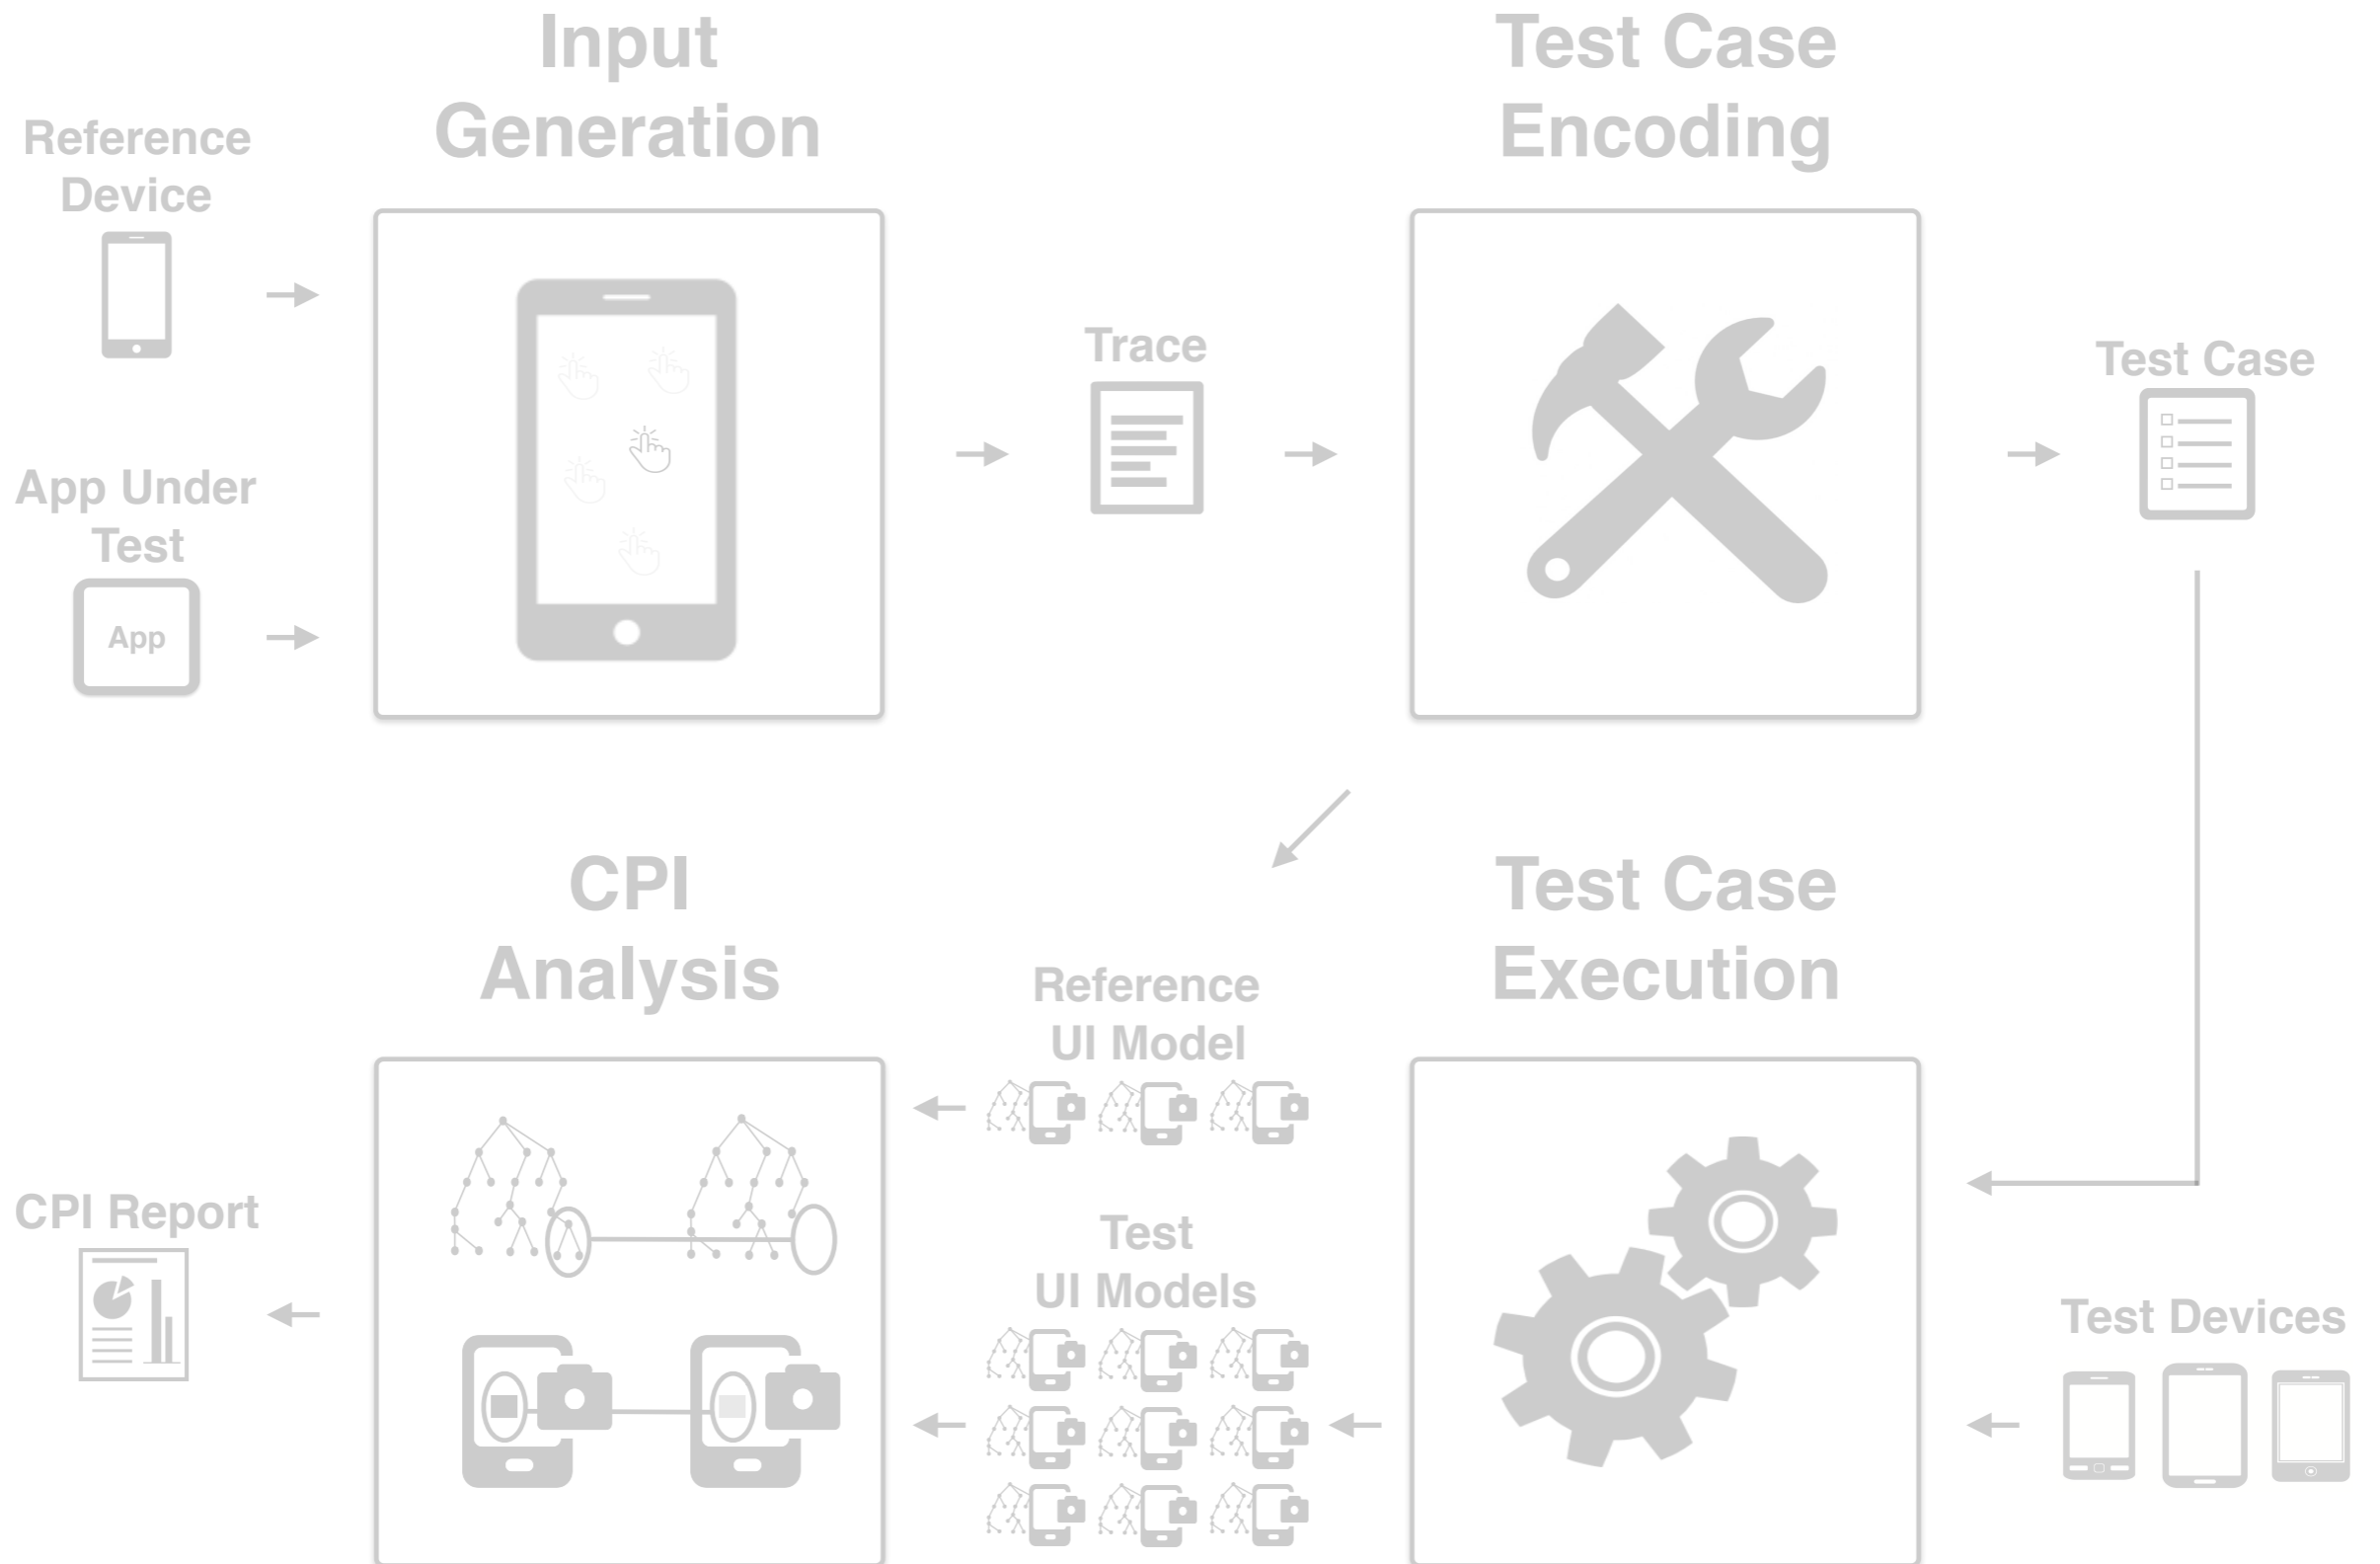 Input
Generation
Test Case
Encoding
Reference
Device
Trace
Test Case
App Under
Test
App
CPI
Analysis
Test Case
Execution
Reference
UI Model
CPI Report
Test
UI Models
Test Devices